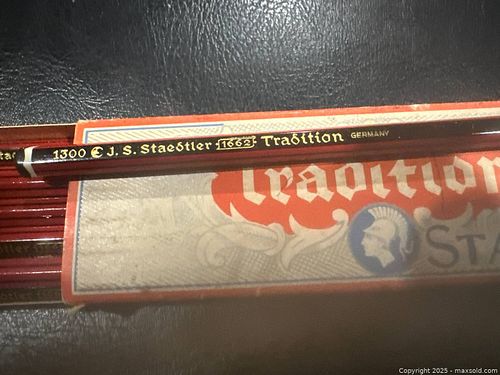 1300 J. S. Staedtler 1662 Tradition GERMANY
Tradition
STA
Copyright 2025 - maxsold.com